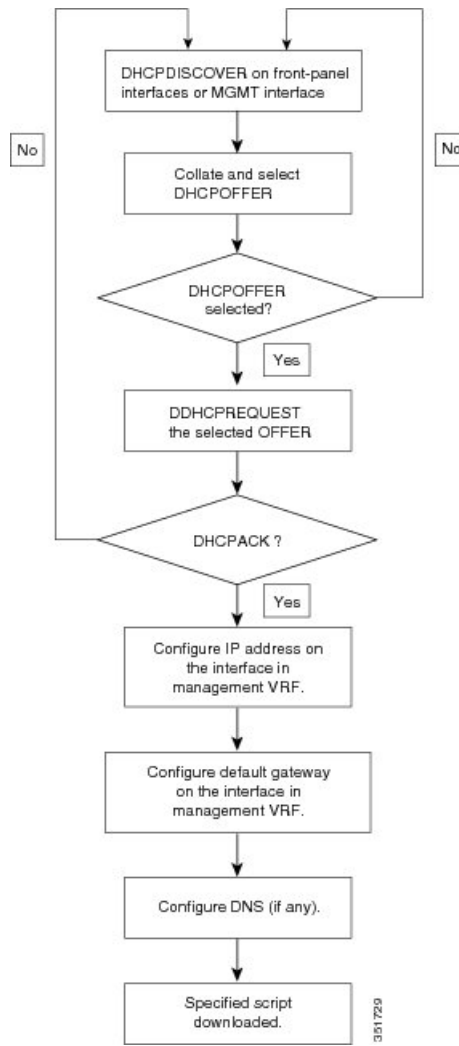 DHCPDISCOVER on front-panel
interfaces or MGMT interface
No
No
Collate and select
DHCPOFFER
DHCPOFFER
selected?
Yes
DDHCPREQUEST
the selected OFFER
DHCPACK ?
Yes
Configure IP address on
the interface in
management VRF.
Configure default gateway
on the interface in
management VRF.
Configure DNS (if any).
Specified script
downloaded.
351729